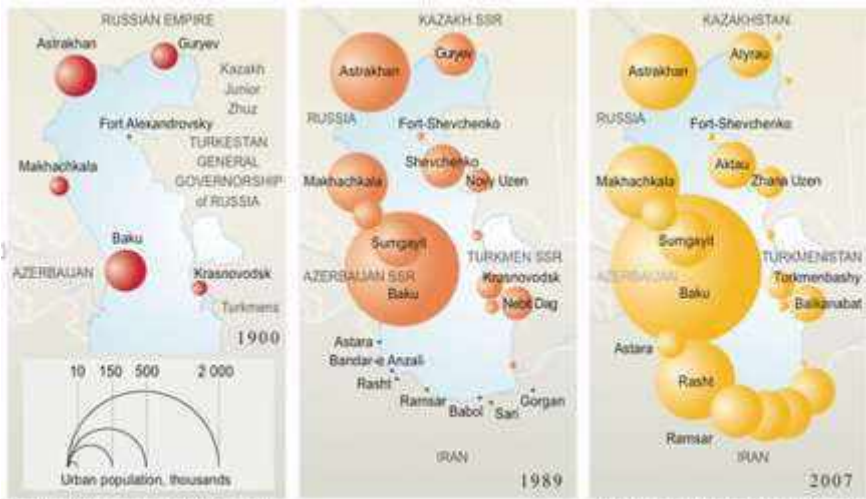 RUSSIAN EMPIRE
Astrakhan
Guryev
Kazakh
Junior
Zhuz
Fort Alexandrovsky
TURKESTAN
GENERAL
GOVERNORSHIP
of RUSSIA
Makhachkala
Baku
AZERBAIJAN
Krasnovodsk
Turkmens
1900
10 150 500 2 000
Urban population, thousands
KAZAKH SSR
Guryev
Astrakhan
RUSSIA
Fort-Shevchenko
Shevchenko
Makhachkala
Noviy Uzen
Sumgayit
TURKMEN SSR
AZERBAIJAN SSR
Krasnovodsk
Baku
Nebit Dag
Astara
Bandar-e Anzali
Rasht
Ramsar
Babol
Sari
Gorgan
IRAN
1989
KAZAKHSTAN
Atyrau
Astrakhan
RUSSIA
Fort-Shevchenko
Aktau
Makhachkala
Zhana Uzen
Sumgayit
TURKMENISTAN
AZERBAIJAN
Turkmenbashy
Baku
Balkanabat
Astara
Rasht
Ramsar
IRAN
2007